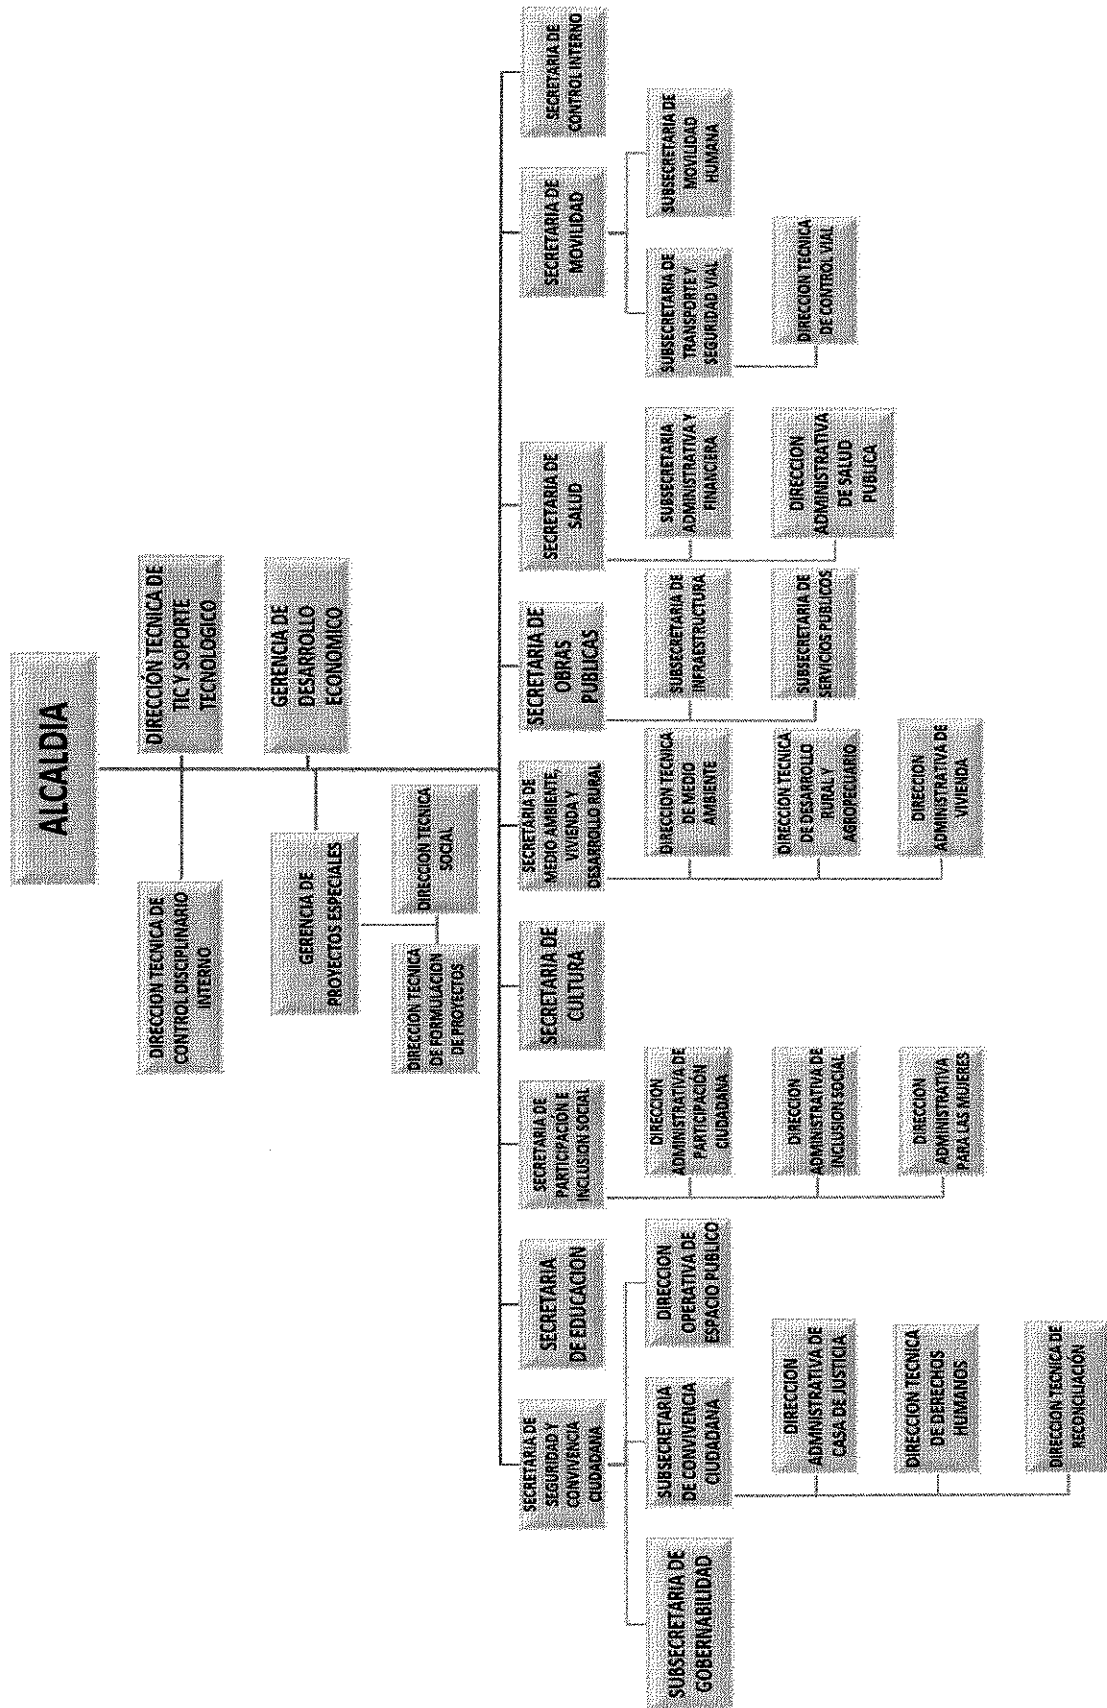 ALCALDIA
DIRECCION TECNICA DE
CONTROL DISCIPLINARIO
INTERNO
DIRECCIÓN TECNICA DE
TIC Y SOPORTE
TECNOLOGICO
GERENCIA DE
PROYECTOS ESPECIALES
GERENCIA DE
DESARROLLO
ECONOMICO
DIRECCION TECNICA
DE FORMULACION
DE PROYECTOS
DIRECCION TECNICA
SOCIAL
SECRETARIA DE
SEGURIDAD Y
CONVIVENCIA
CIUDADANA
SECRETARIA
DE EDUCACION
SECRETARIA DE
PARTICIPACION E
INCLUSION SOCIAL
SECRETARIA DE
CULTURA
SECRETARIA DE
MEDIO AMBIENTE,
VIVIENDA Y
DESARROLLO RURAL
SECRETARIA DE
OBRAS
PUBLICAS
SECRETARIA DE
SALUD
SECRETARIA DE
MOVILIDAD
SECRETARIA DE
CONTROL INTERNO
SUBSECRETARIA DE
GOBERNABILIDAD
SUBSECRETARIA
DE CONVIVENCIA
CIUDADANA
DIRECCION
OPERATIVA DE
ESPACIO PUBLICO
DIRECCION
ADMINISTRATIVA DE
PARTICIPACIÓN
CIUDADANA
DIRECCION TECNICA
DE MEDIO
AMBIENTE
SUBSECRETARIA DE
INFRAESTRUCTURA
SUBSECRETARIA
ADMINISTRATIVA Y
FINANCIERA
SUBSECRETARIA DE
TRANSPORTE Y
SEGURIDAD VIAL
SUBSECRETARIA DE
MOVILIDAD
HUMANA
DIRECCION
ADMINISTRATIVA DE
CASA DE JUSTICIA
DIRECCION
ADMINISTRATIVA DE
INCLUSION SOCIAL
DIRECCION TECNICA
DE DESARROLLO
RURAL Y
AGROPECUARIO
SUBSECRETARIA DE
SERVICIOS PUBLICOS
DIRECCION
ADMINISTRATIVA
DE SALUD
PUBLICA
DIRECCION TECNICA
DE CONTROL VIAL
DIRECCION TECNICA
DE DERECHOS
HUMANOS
DIRECCION
ADMINISTRATIVA
PARA LAS MUJERES
DIRECCION
ADMINISTRATIVA DE
VIVIENDA
DIRECCION TECNICA DE
RECONCILIACIÓN